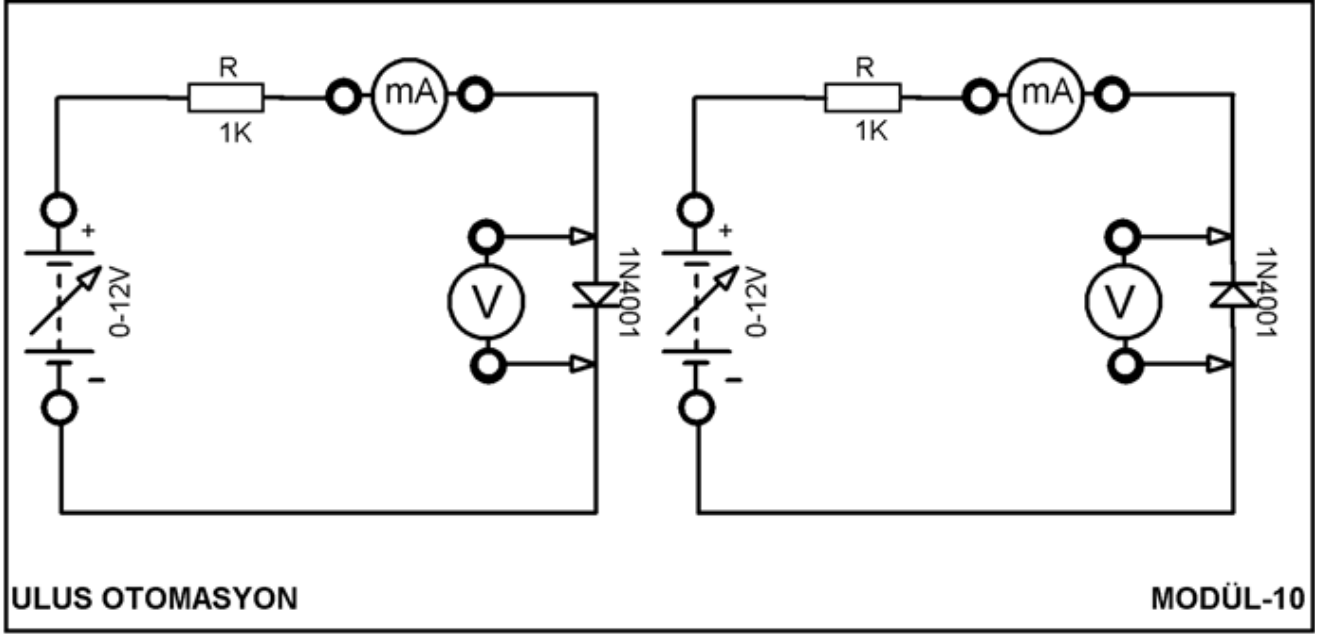 R
1K
mA
+
0-12V
-
V
1N4001
R
1K
mA
+
0-12V
-
V
1N4001
ULUS OTOMASYON
MODÜL-10